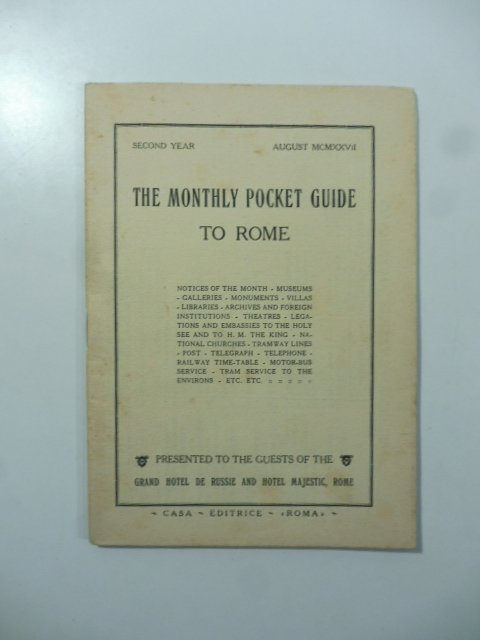 SECOND YEAR AUGUST MCMXXVII
THE MONTHLY POCKET GUIDE
TO ROME
NOTICES OF THE MONTH - MUSEUMS
- GALLERIES - MONUMENTS - VILLAS
- LIBRARIES - ARCHIVES AND FOREIGN
INSTITUTIONS - THEATRES - LEGA-
TIONS AND EMBASSIES TO THE HOLY
SEE AND TO H. M. THE KING - NA-
TIONAL CHURCHES - TRAMWAY LINES
- POST - TELEGRAPH - TELEPHONE -
RAILWAY TIME-TABLE - MOTOR-BUS
SERVICE - TRAM SERVICE TO THE
ENVIRONS - ETC. ETC. = = = = =
PRESENTED TO THE GUESTS OF THE
GRAND HOTEL DE RUSSIE AND HOTEL MAJESTIC, ROME
~ CASA ~ EDITRICE ~ «ROMA» ~